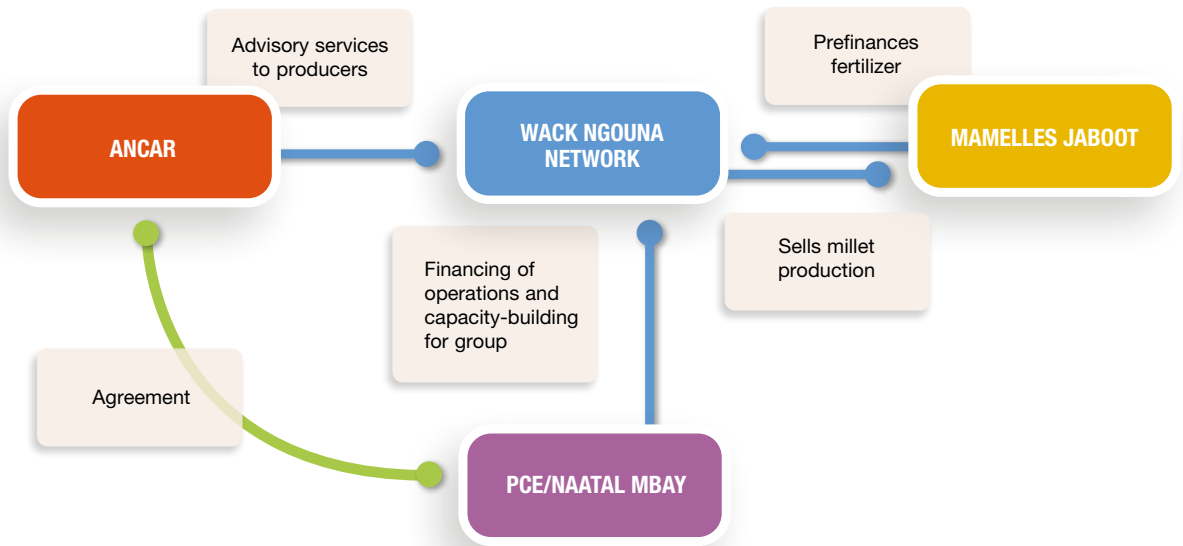 Advisory services
to producers
Prefinances
fertilizer
ANCAR
WACK NGOUNA
NETWORK
MAMELLES JABOOT
Financing of
operations and
capacity-building
for group
Sells millet
production
Agreement
PCE/NAATAL MBAY